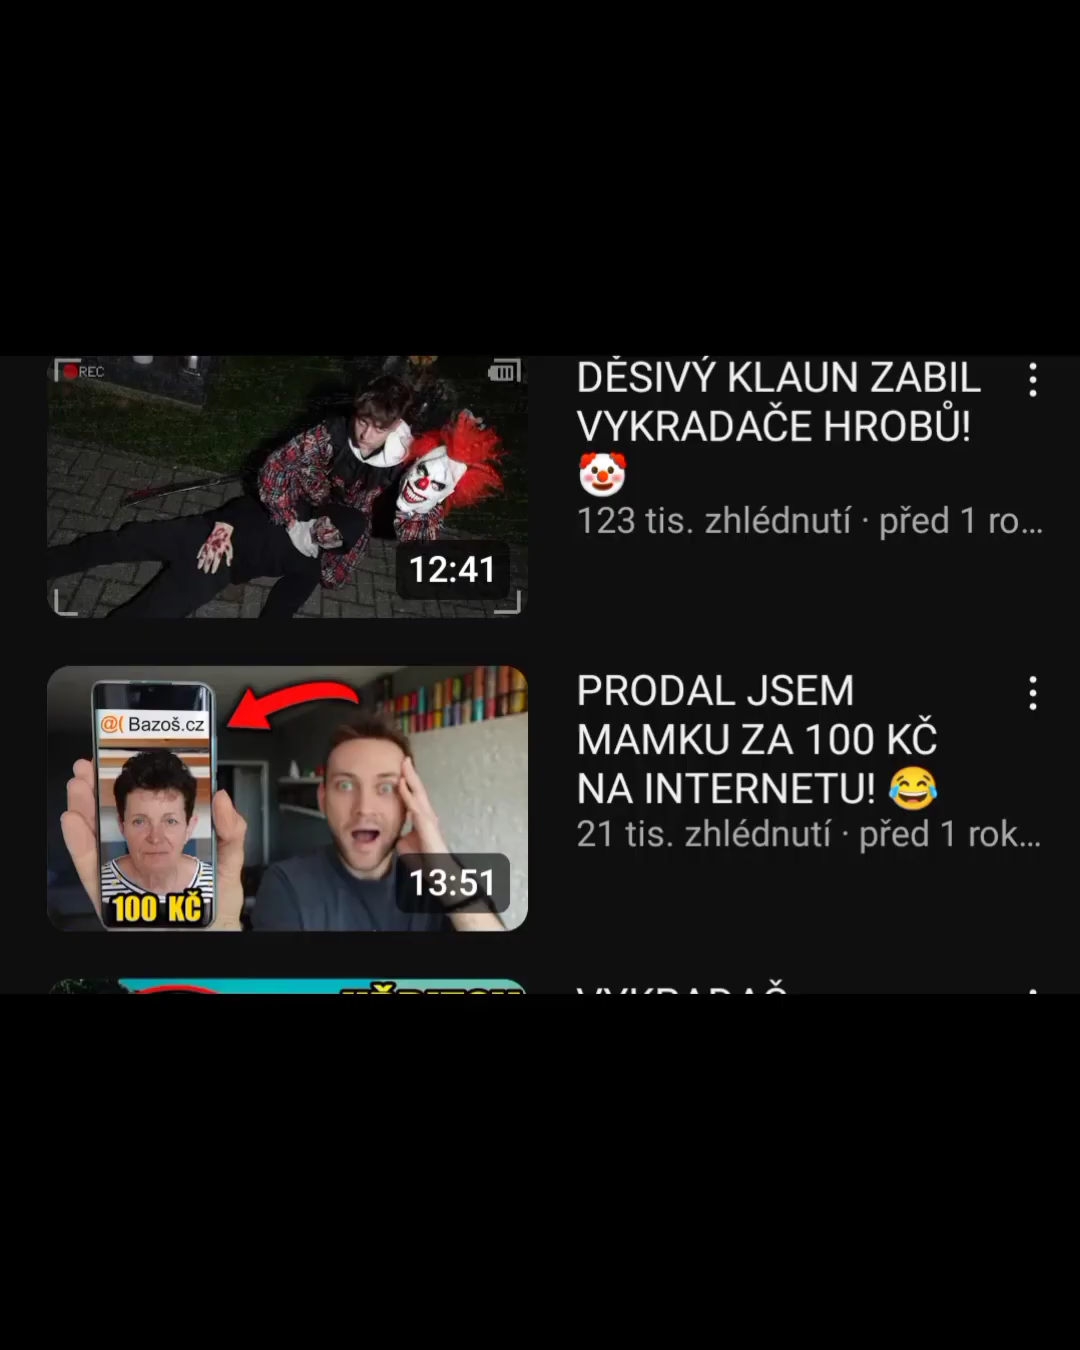 REC
DĚSIVÝ KLAUN ZABIL
VYKRADAČE HROBŮ!
🤡
123 tis. zhlédnutí · před 1 ro...
12:41
@( Bazoš.cz
100 KČ
13:51
PRODAL JSEM
MAMKU ZA 100 KČ
NA INTERNETU! 😂
21 tis. zhlédnutí · před 1 rok...
VYKRADAČ